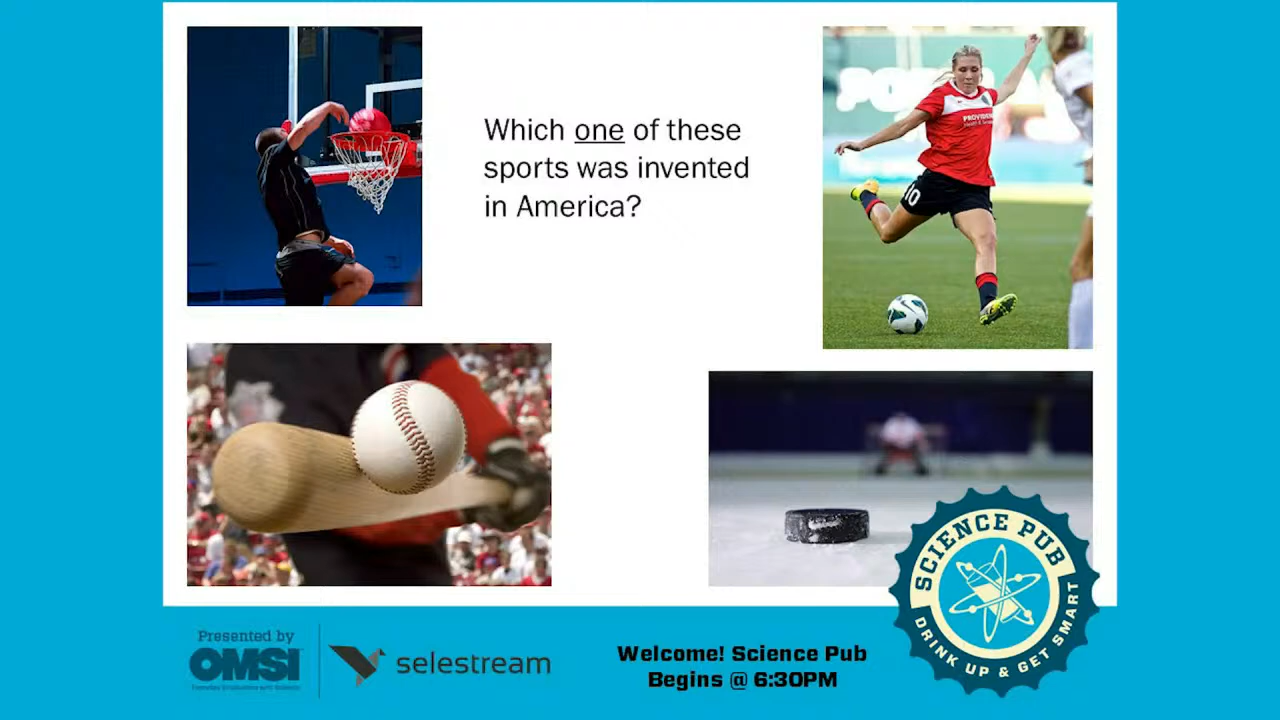 Which one of these
sports was invented
in America?
PROVIDENCE
10
SCIENCE PUB
DRINK UP & GET SMART
Presented by
OMSI
selestream
Welcome! Science Pub
Begins @ 6:30PM